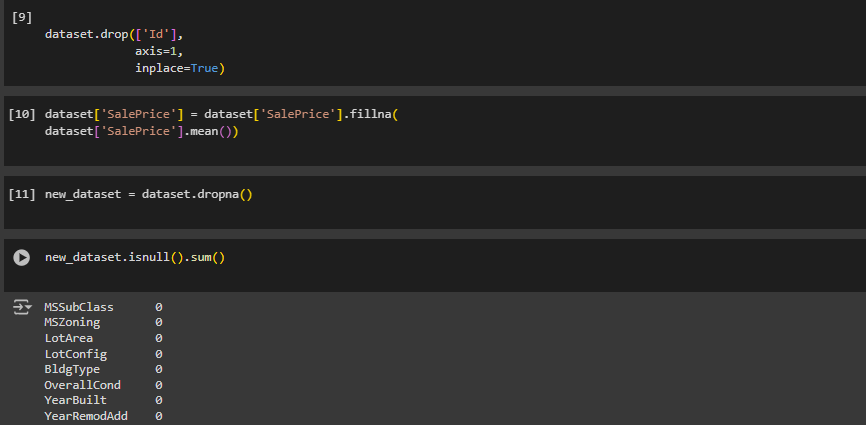 [9]
dataset.drop(['Id'],
axis=1,
inplace=True)
[10] dataset['SalePrice'] = dataset['SalePrice'].fillna(
dataset['SalePrice'].mean())
[11] new_dataset = dataset.dropna()
new_dataset.isnull().sum()
MSSubClass 0
MSZoning 0
LotArea 0
LotConfig 0
BldgType 0
OverallCond 0
YearBuilt 0
YearRemodAdd 0